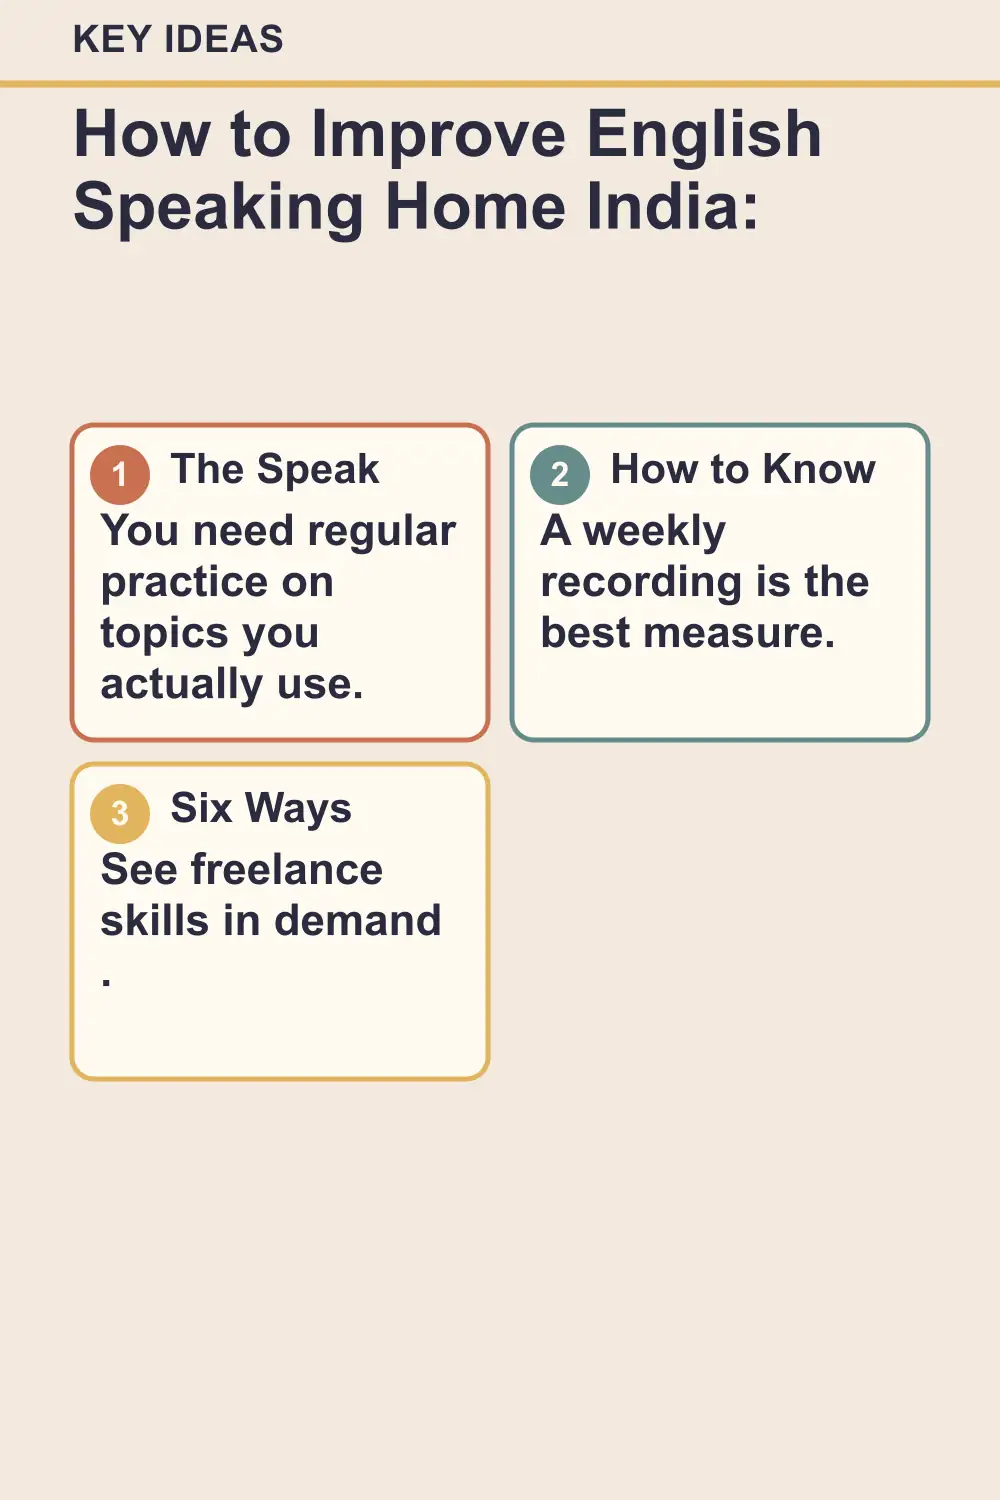 KEY IDEAS
How to Improve English
Speaking Home India:
1 The Speak
You need regular
practice on
topics you
actually use.
2 How to Know
A weekly
recording is the
best measure.
3 Six Ways
See freelance
skills in demand
.